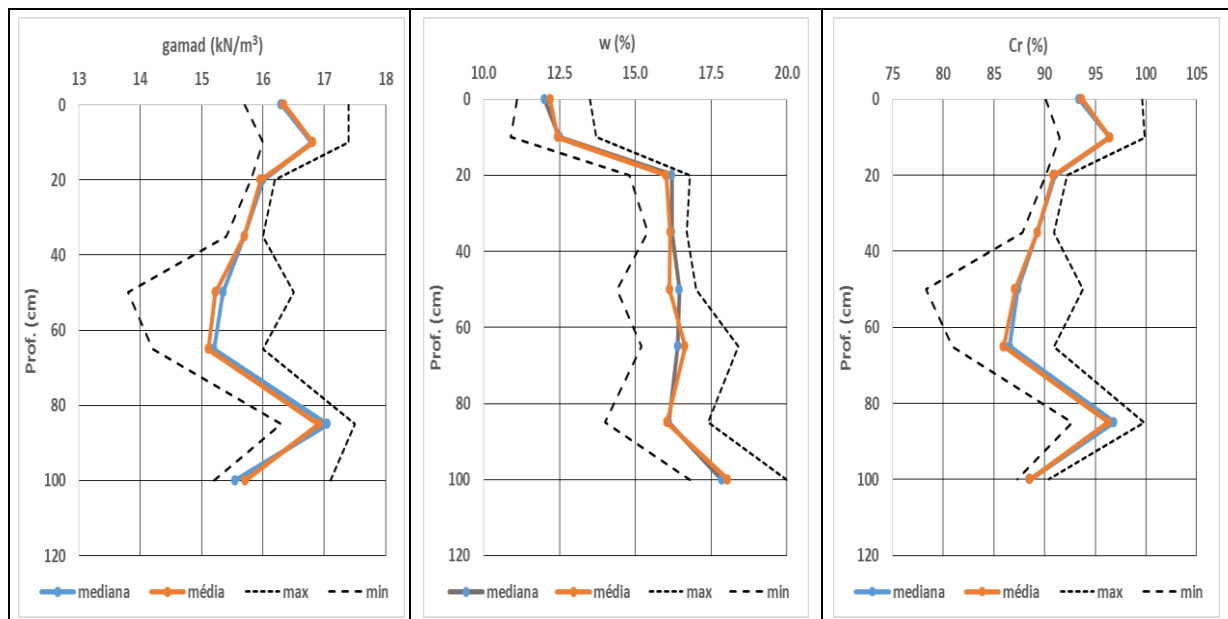 gamad (kN/m³)
13 14 15 16 17 18
0
20
40
60
80
100
120
Prof. (cm)
mediana média max min
w (%)
10.0 12.5 15.0 17.5 20.0
0
20
40
60
80
100
120
Prof. (cm)
mediana média max min
Cr (%)
75 80 85 90 95 100 105
0
20
40
60
80
100
120
Prof. (cm)
mediana média max min